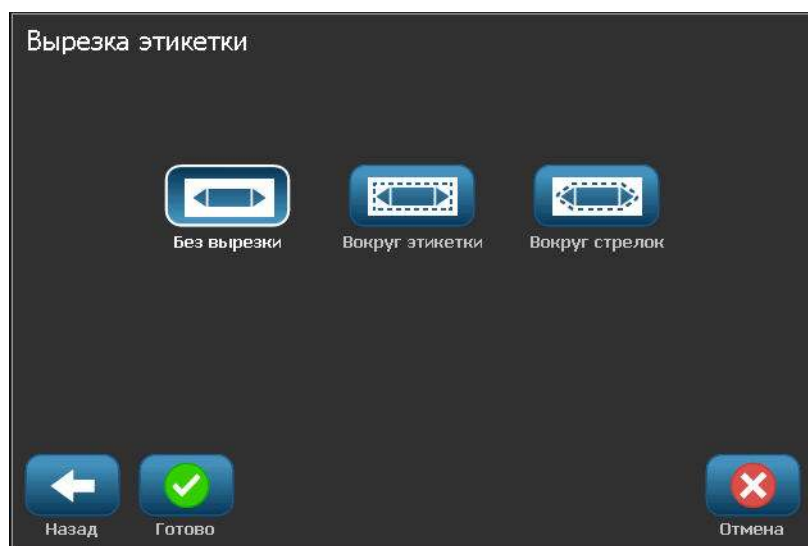 Вырезка этикетки
Без вырезки
Вокруг этикетки
Вокруг стрелок
Назад
Готово
Отмена